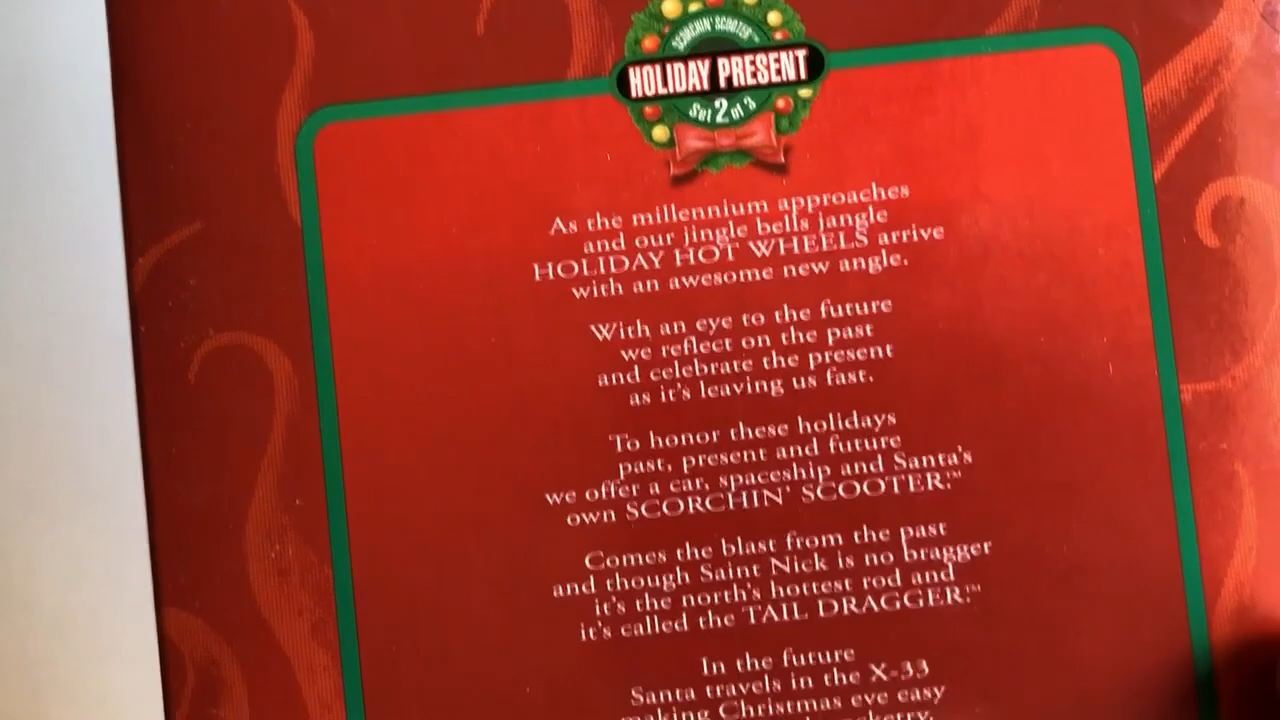 SCORCHIN' SCOOTER™
HOLIDAY PRESENT
Set 2 of 3
As the millennium approaches
and our jingle bells jangle
HOLIDAY HOT WHEELS arrive
with an awesome new angle.
With an eye to the future
we reflect on the past
and celebrate the present
as it's leaving us fast.
To honor these holidays
past, present and future
we offer a car, spaceship and Santa's
own SCORCHIN' SCOOTER.™
Comes the blast from the past
and though Saint Nick is no bragger
it's the north's hottest rod and
it's called the TAIL DRAGGER.™
In the future
Santa travels in the X-33
making Christmas eve easy